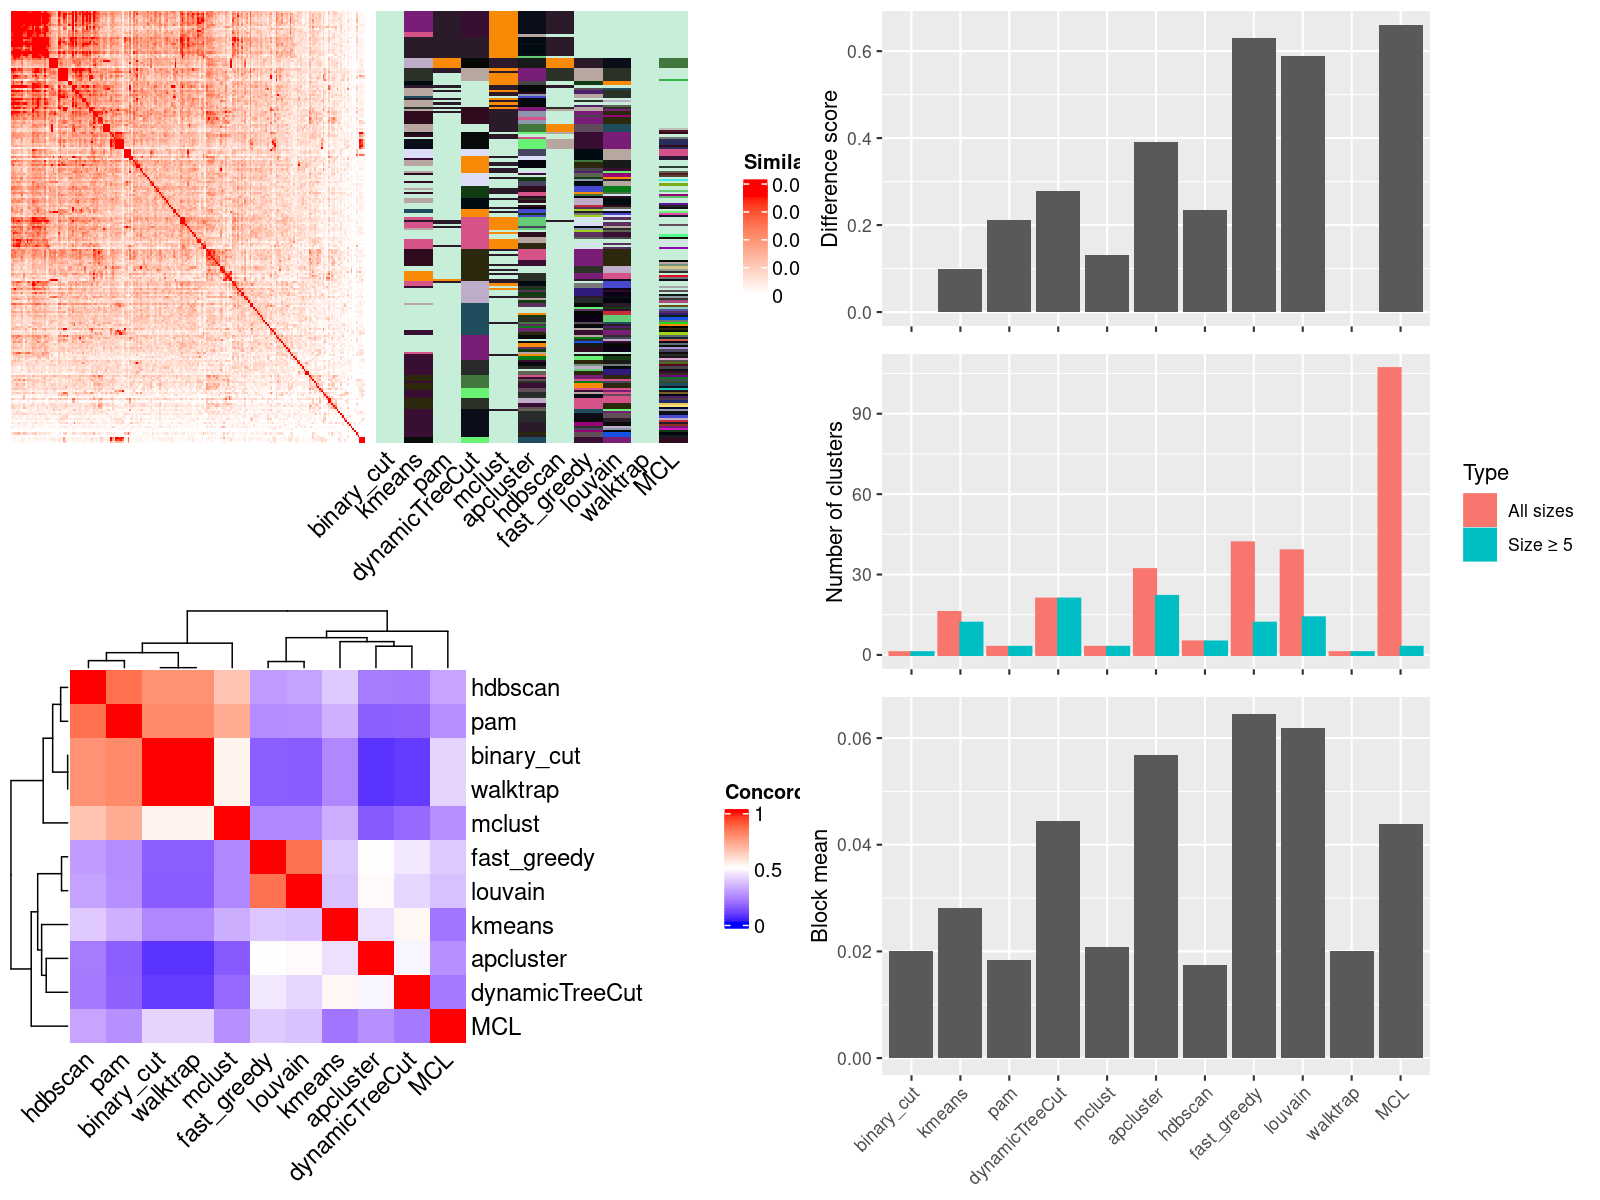 Simila
0.0
0.0
0.0
0.0
0
binary_cut
kmeans
pam
dynamicTreeCut
mclust
apcluster
hdbscan
fast_greedy
louvain
walktrap
MCL
hdbscan
pam
binary_cut
walktrap
mclust
fast_greedy
louvain
kmeans
apcluster
dynamicTreeCut
MCL
hdbscan
pam
binary_cut
walktrap
mclust
fast_greedy
louvain
kmeans
apcluster
dynamicTreeCut
MCL
Concord
1
0.5
0
Difference score
0.6
0.4
0.2
0.0
Number of clusters
90
60
30
0
Type
All sizes
Size ≥ 5
Block mean
0.06
0.04
0.02
0.00
binary_cut
kmeans
pam
dynamicTreeCut
mclust
apcluster
hdbscan
fast_greedy
louvain
walktrap
MCL